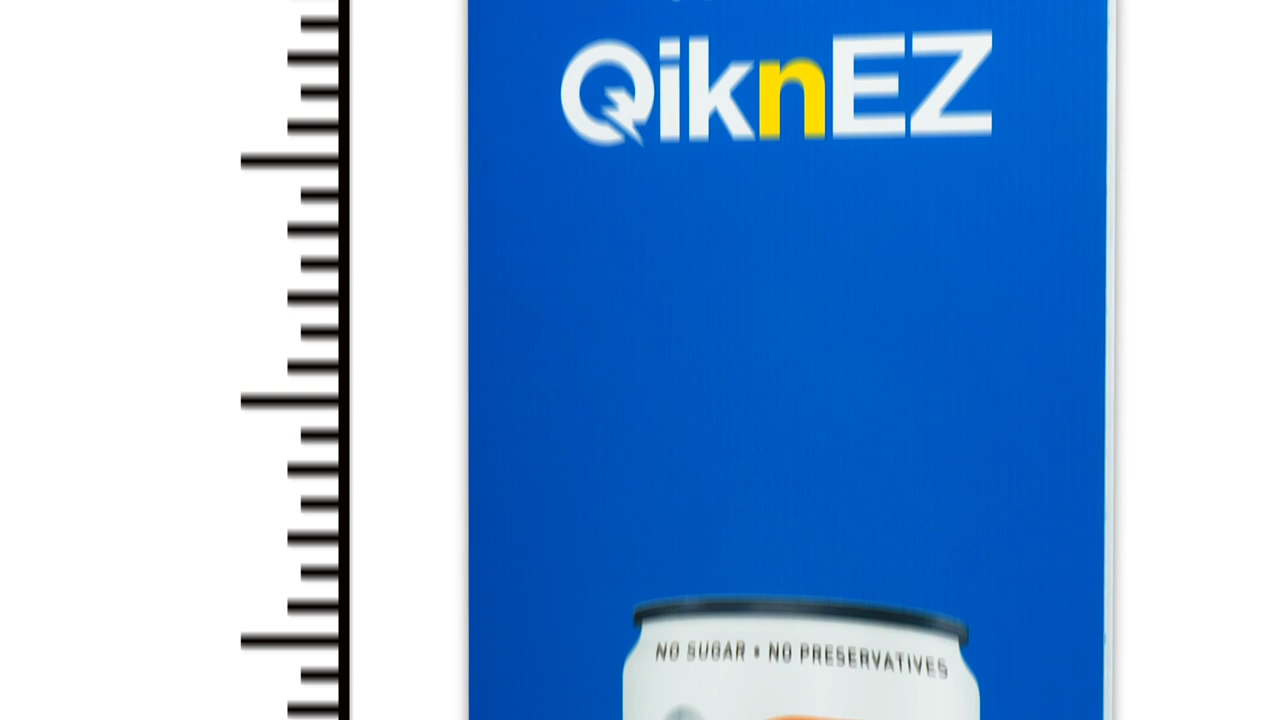 QiknEZ
NO SUGAR • NO PRESERVATIVES